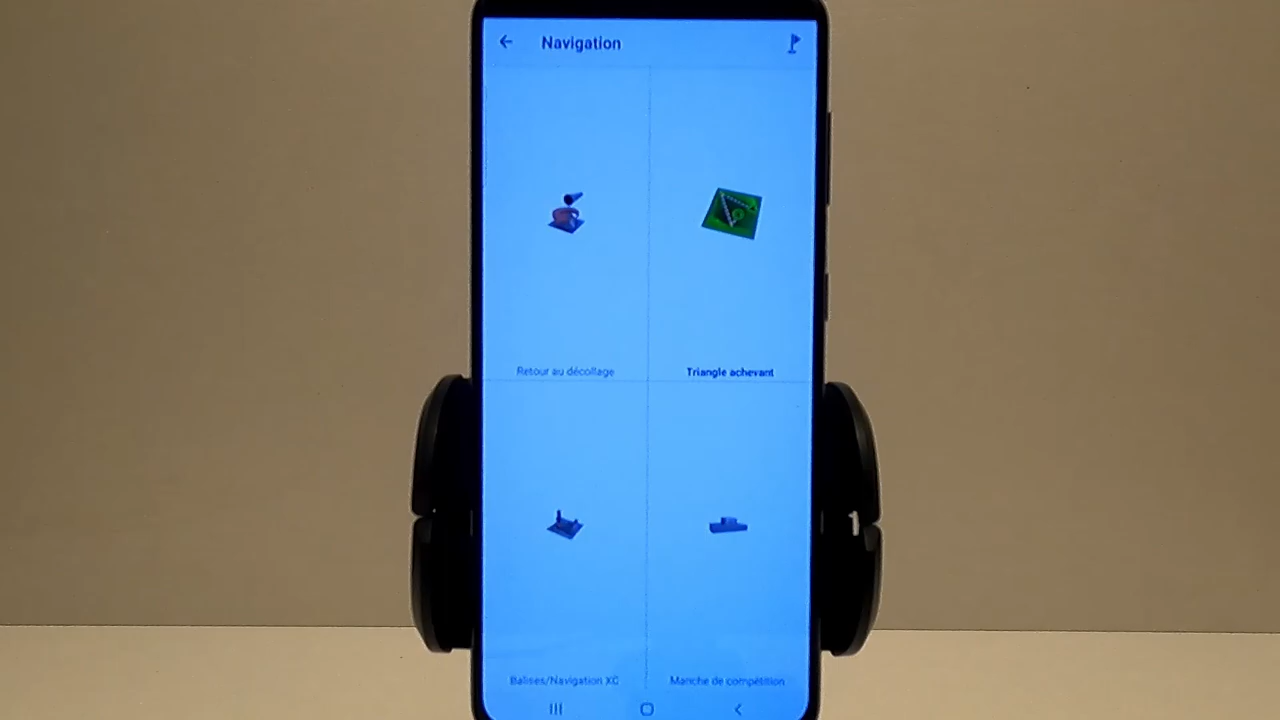 Navigation
Retour au décollage
Triangle achevant
Balises/Navigation XC
Manche de compétition